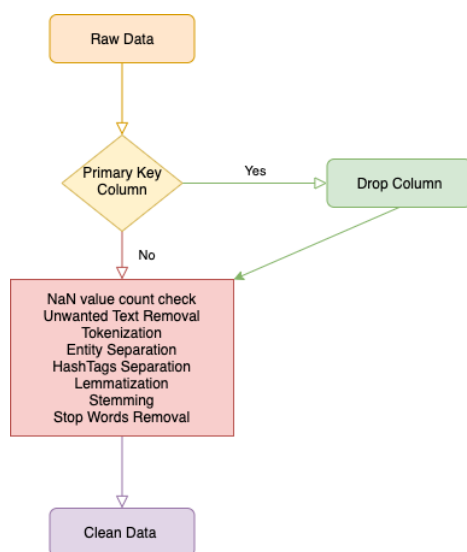 Raw Data
Primary Key
Column
Yes
Drop Column
No
NaN value count check
Unwanted Text Removal
Tokenization
Entity Separation
HashTags Separation
Lemmatization
Stemming
Stop Words Removal
Clean Data